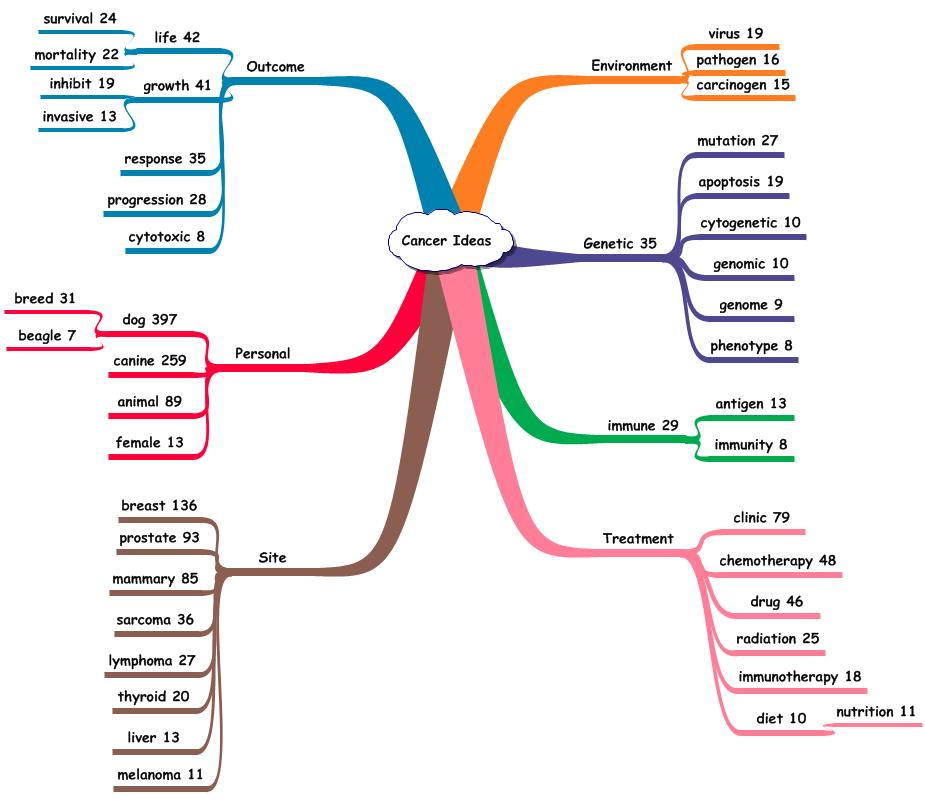 Cancer Ideas
Outcome
life 42
survival 24
mortality 22
growth 41
inhibit 19
invasive 13
response 35
progression 28
cytotoxic 8
Personal
dog 397
breed 31
beagle 7
canine 259
animal 89
female 13
Site
breast 136
prostate 93
mammary 85
sarcoma 36
lymphoma 27
thyroid 20
liver 13
melanoma 11
Environment
virus 19
pathogen 16
carcinogen 15
Genetic 35
mutation 27
apoptosis 19
cytogenetic 10
genomic 10
genome 9
phenotype 8
immune 29
antigen 13
immunity 8
Treatment
clinic 79
chemotherapy 48
drug 46
radiation 25
immunotherapy 18
diet 10
nutrition 11